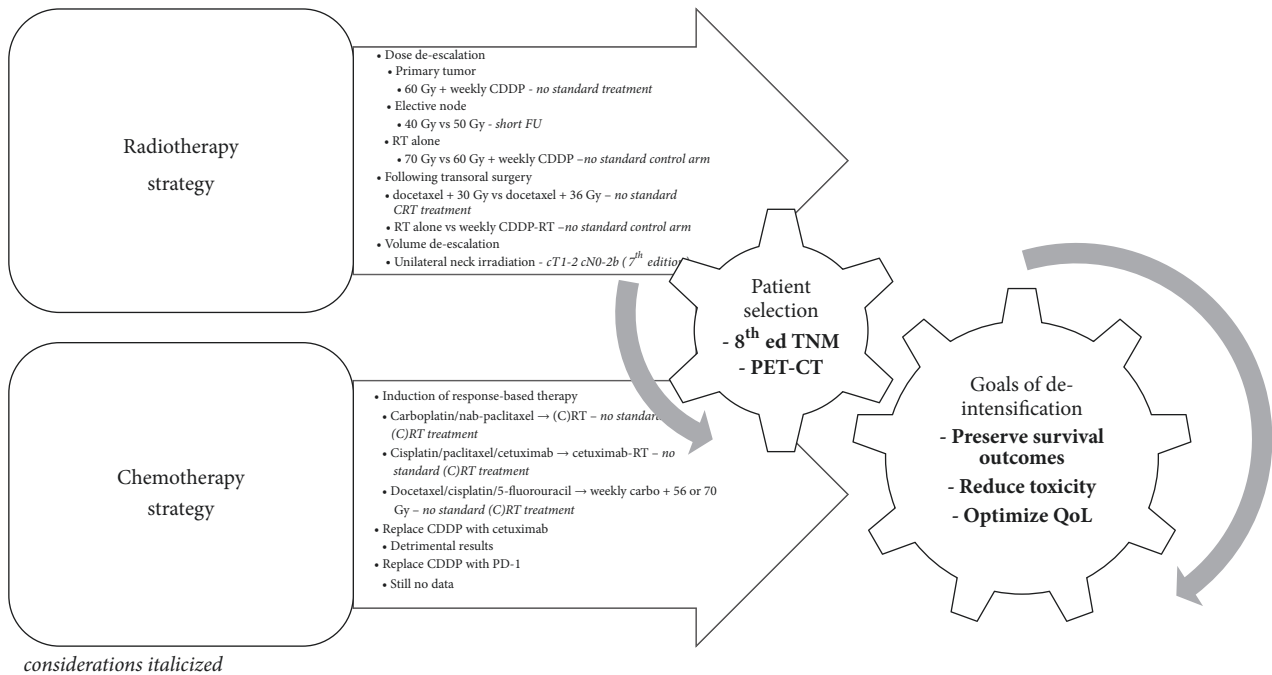 Radiotherapy
strategy
• Dose de-escalation
• Primary tumor
• 60 Gy + weekly CDDP - no standard treatment
• Elective node
• 40 Gy vs 50 Gy - short FU
• RT alone
• 70 Gy vs 60 Gy + weekly CDDP –no standard control arm
• Following transoral surgery
• docetaxel + 30 Gy vs docetaxel + 36 Gy – no standard
CRT treatment
• RT alone vs weekly CDDP-RT –no standard control arm
• Volume de-escalation
• Unilateral neck irradiation - cT1-2 cN0-2b ( 7th edition)
Patient
selection
- 8th ed TNM
- PET-CT
Goals of de-
intensification
- Preserve survival
outcomes
- Reduce toxicity
- Optimize QoL
Chemotherapy
strategy
• Induction of response-based therapy
• Carboplatin/nab-paclitaxel → (C)RT – no standard
(C)RT treatment
• Cisplatin/paclitaxel/cetuximab → cetuximab-RT – no
standard (C)RT treatment
• Docetaxel/cisplatin/5-fluorouracil → weekly carbo + 56 or 70
Gy – no standard (C)RT treatment
• Replace CDDP with cetuximab
• Detrimental results
• Replace CDDP with PD-1
• Still no data
considerations italicized